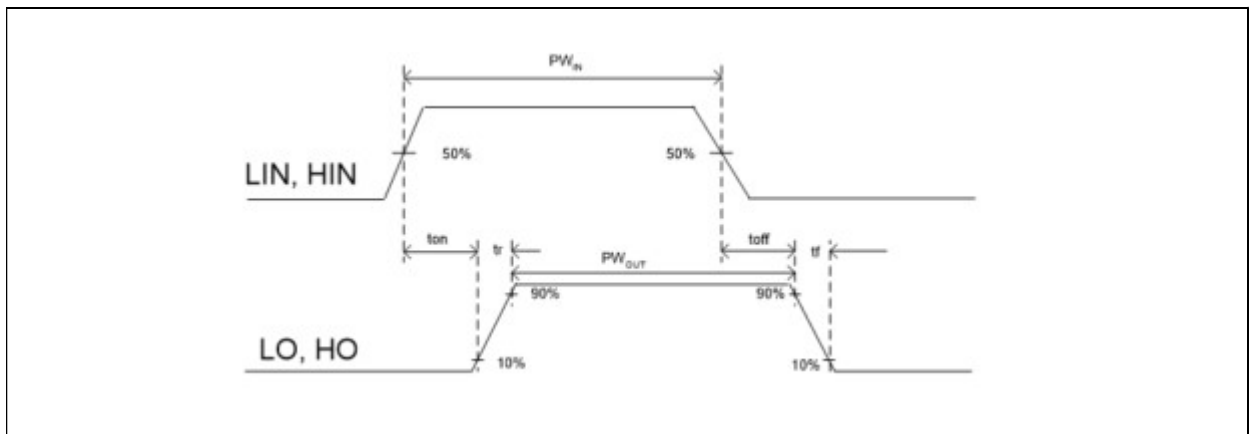 PW_IN
50% 50%
LIN, HIN
ton tr toff tf
PW_OUT
90% 90%
LO, HO
10% 10%